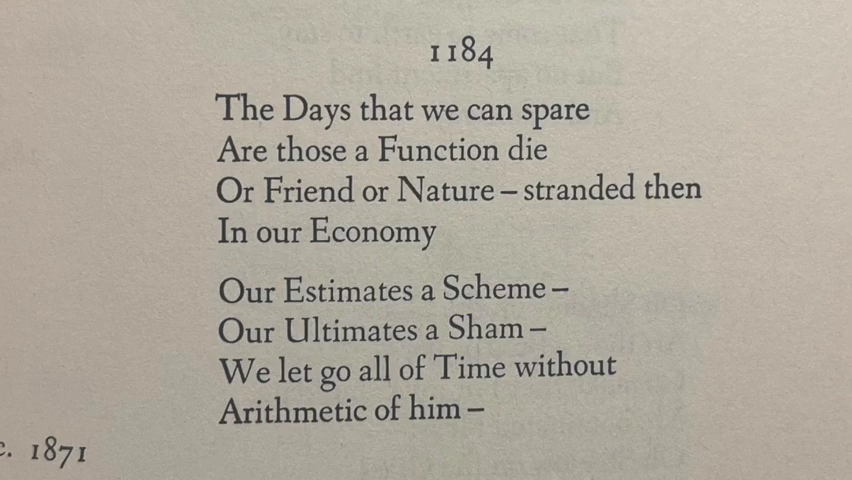 1184
The Days that we can spare
Are those a Function die
Or Friend or Nature – stranded then
In our Economy
Our Estimates a Scheme –
Our Ultimates a Sham –
We let go all of Time without
Arithmetic of him –
c. 1871